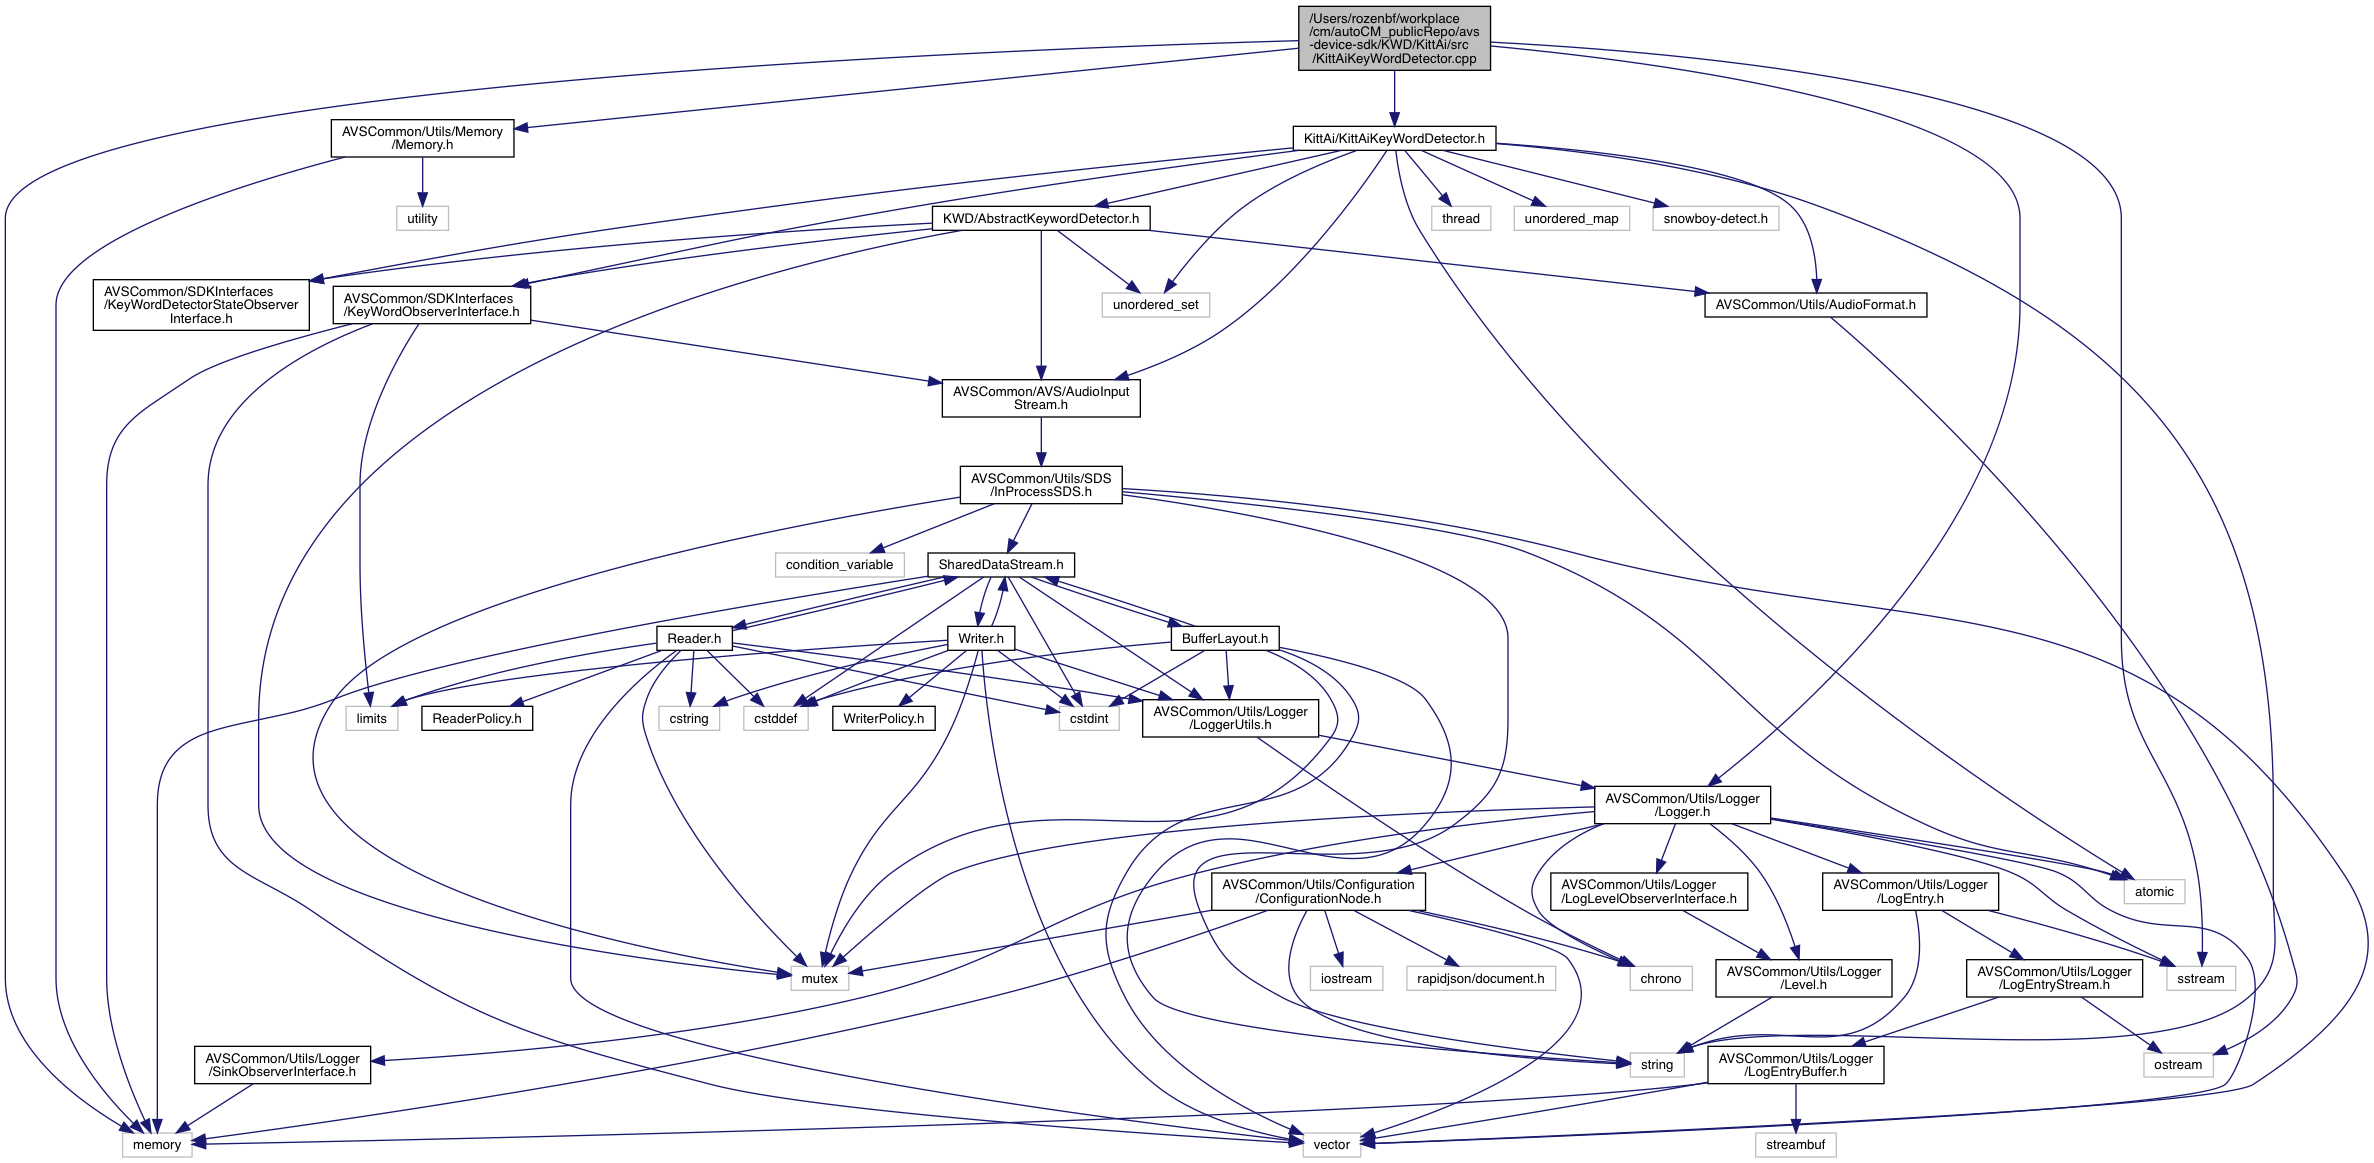 /Users/rozenbf/workplace
/cm/autoCM_publicRepo/avs
-device-sdk/KWD/KittAi/src
/KittAiKeyWordDetector.cpp
AVSCommon/Utils/Memory
/Memory.h
KittAi/KittAiKeyWordDetector.h
utility
KWD/AbstractKeywordDetector.h
thread
unordered_map
snowboy-detect.h
AVSCommon/SDKInterfaces
/KeyWordDetectorStateObserver
Interface.h
AVSCommon/SDKInterfaces
/KeyWordObserverInterface.h
unordered_set
AVSCommon/Utils/AudioFormat.h
AVSCommon/AVS/AudioInput
Stream.h
AVSCommon/Utils/SDS
/InProcessSDS.h
condition_variable
SharedDataStream.h
Reader.h
Writer.h
BufferLayout.h
limits
ReaderPolicy.h
cstring
cstddef
WriterPolicy.h
cstdint
AVSCommon/Utils/Logger
/LoggerUtils.h
AVSCommon/Utils/Logger
/Logger.h
AVSCommon/Utils/Configuration
/ConfigurationNode.h
AVSCommon/Utils/Logger
/LogLevelObserverInterface.h
AVSCommon/Utils/Logger
/LogEntry.h
atomic
mutex
iostream
rapidjson/document.h
chrono
AVSCommon/Utils/Logger
/Level.h
AVSCommon/Utils/Logger
/LogEntryStream.h
sstream
AVSCommon/Utils/Logger
/SinkObserverInterface.h
string
AVSCommon/Utils/Logger
/LogEntryBuffer.h
ostream
memory
vector
streambuf